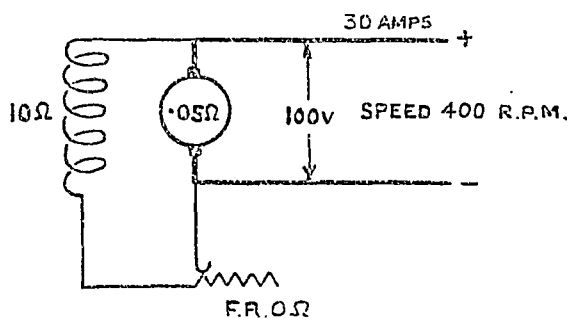 30 AMPS +
10Ω
.05Ω
100V
SPEED 400 R.P.M.
−
F.R. 0Ω